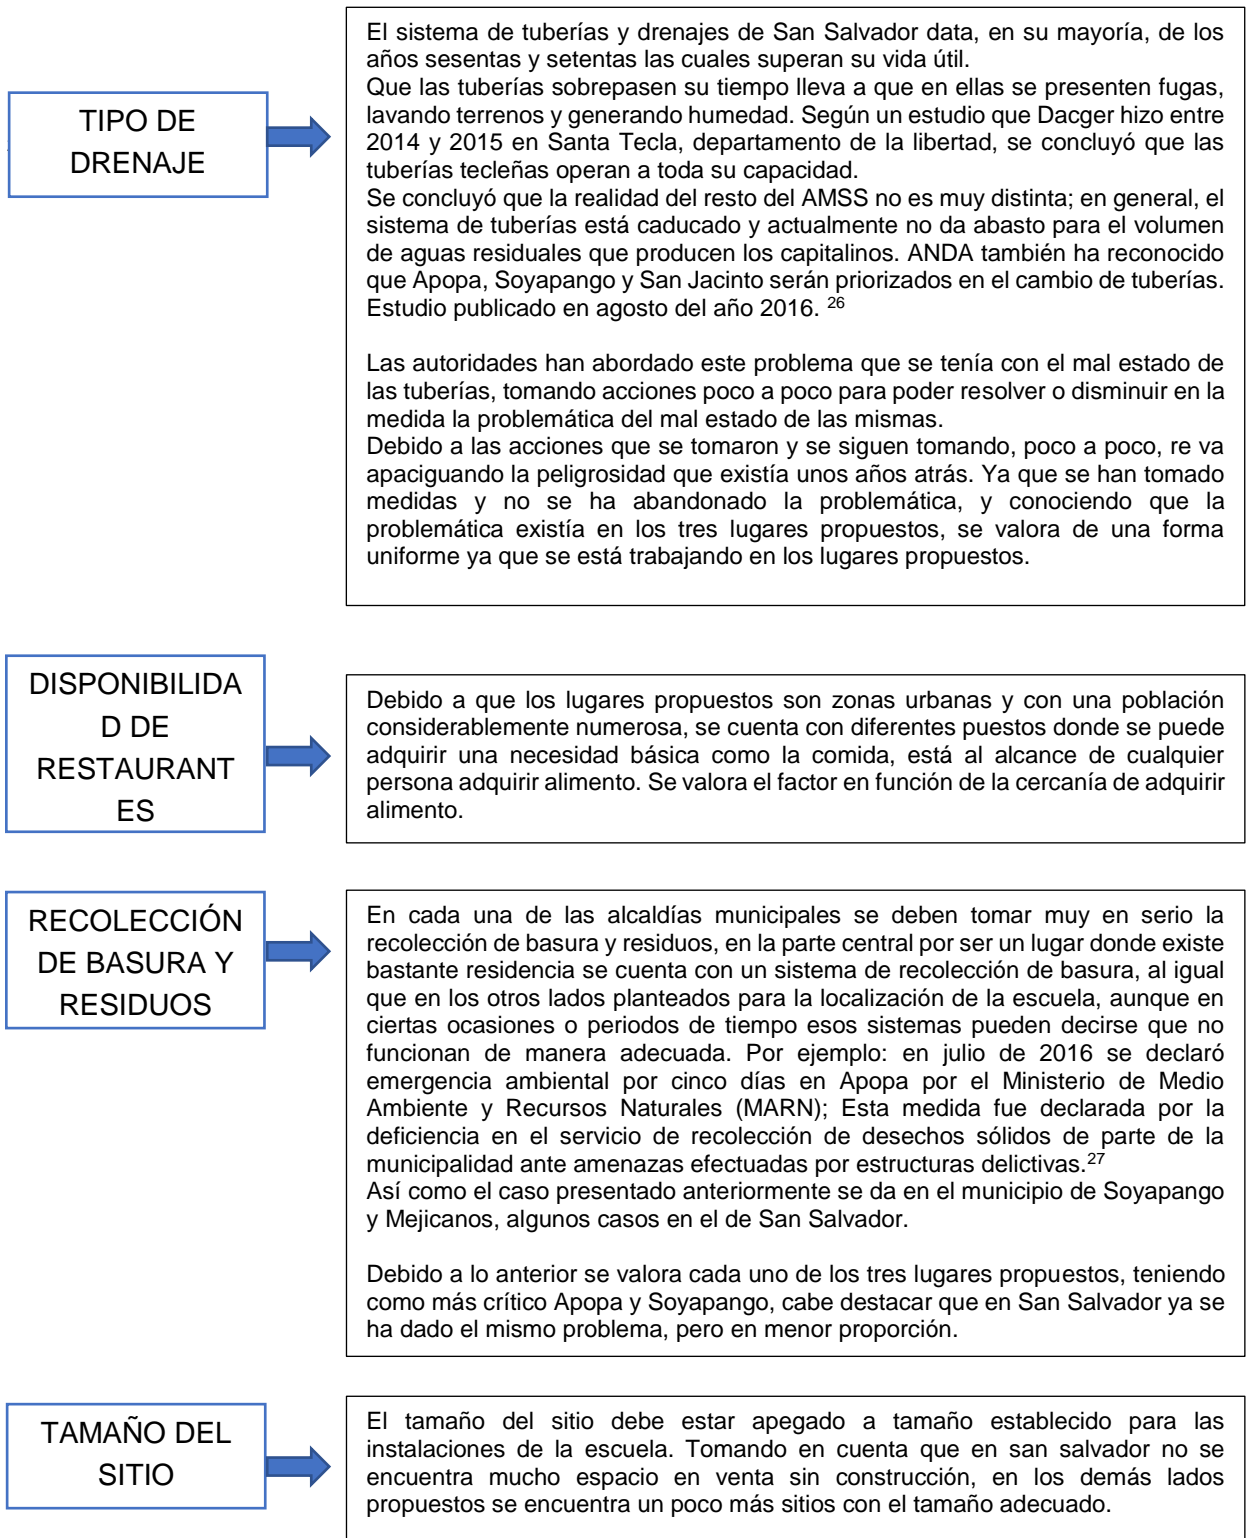 TIPO DE
DRENAJE
El sistema de tuberías y drenajes de San Salvador data, en su mayoría, de los
años sesentas y setentas las cuales superan su vida útil.
Que las tuberías sobrepasen su tiempo lleva a que en ellas se presenten fugas,
lavando terrenos y generando humedad. Según un estudio que Dacger hizo entre
2014 y 2015 en Santa Tecla, departamento de la libertad, se concluyó que las
tuberías tecleñas operan a toda su capacidad.
Se concluyó que la realidad del resto del AMSS no es muy distinta; en general, el
sistema de tuberías está caducado y actualmente no da abasto para el volumen
de aguas residuales que producen los capitalinos. ANDA también ha reconocido
que Apopa, Soyapango y San Jacinto serán priorizados en el cambio de tuberías.
Estudio publicado en agosto del año 2016. 26
Las autoridades han abordado este problema que se tenía con el mal estado de
las tuberías, tomando acciones poco a poco para poder resolver o disminuir en la
medida la problemática del mal estado de las mismas.
Debido a las acciones que se tomaron y se siguen tomando, poco a poco, re va
apaciguando la peligrosidad que existía unos años atrás. Ya que se han tomado
medidas y no se ha abandonado la problemática, y conociendo que la
problemática existía en los tres lugares propuestos, se valora de una forma
uniforme ya que se está trabajando en los lugares propuestos.
DISPONIBILIDA
D DE
RESTAURANT
ES
Debido a que los lugares propuestos son zonas urbanas y con una población
considerablemente numerosa, se cuenta con diferentes puestos donde se puede
adquirir una necesidad básica como la comida, está al alcance de cualquier
persona adquirir alimento. Se valora el factor en función de la cercanía de adquirir
alimento.
RECOLECCIÓN
DE BASURA Y
RESIDUOS
En cada una de las alcaldías municipales se deben tomar muy en serio la
recolección de basura y residuos, en la parte central por ser un lugar donde existe
bastante residencia se cuenta con un sistema de recolección de basura, al igual
que en los otros lados planteados para la localización de la escuela, aunque en
ciertas ocasiones o periodos de tiempo esos sistemas pueden decirse que no
funcionan de manera adecuada. Por ejemplo: en julio de 2016 se declaró
emergencia ambiental por cinco días en Apopa por el Ministerio de Medio
Ambiente y Recursos Naturales (MARN); Esta medida fue declarada por la
deficiencia en el servicio de recolección de desechos sólidos de parte de la
municipalidad ante amenazas efectuadas por estructuras delictivas.27
Así como el caso presentado anteriormente se da en el municipio de Soyapango
y Mejicanos, algunos casos en el de San Salvador.
Debido a lo anterior se valora cada uno de los tres lugares propuestos, teniendo
como más crítico Apopa y Soyapango, cabe destacar que en San Salvador ya se
ha dado el mismo problema, pero en menor proporción.
TAMAÑO DEL
SITIO
El tamaño del sitio debe estar apegado a tamaño establecido para las
instalaciones de la escuela. Tomando en cuenta que en san salvador no se
encuentra mucho espacio en venta sin construcción, en los demás lados
propuestos se encuentra un poco más sitios con el tamaño adecuado.